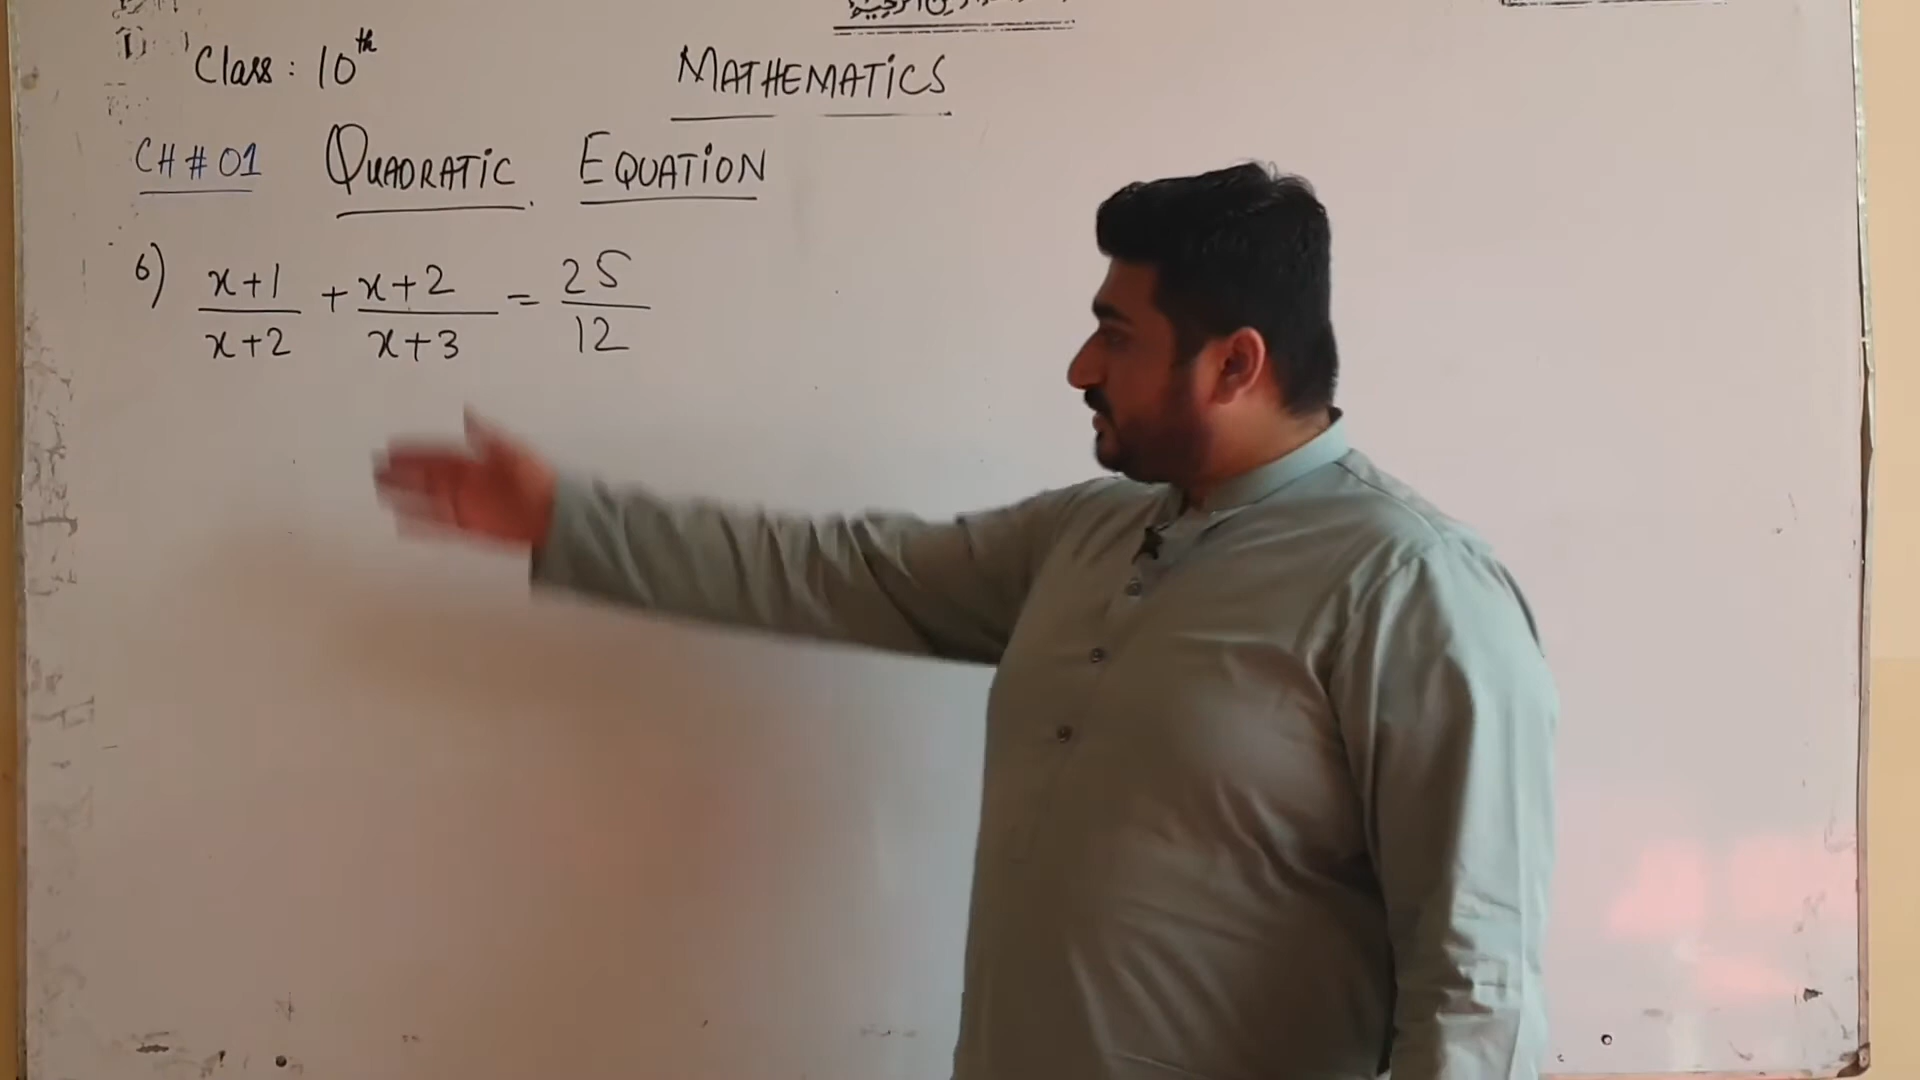 Class: 10th
MATHEMATICS
CH # 01 QUADRATIC EQUATION
6) x+1/x+2 + x+2/x+3 = 25/12